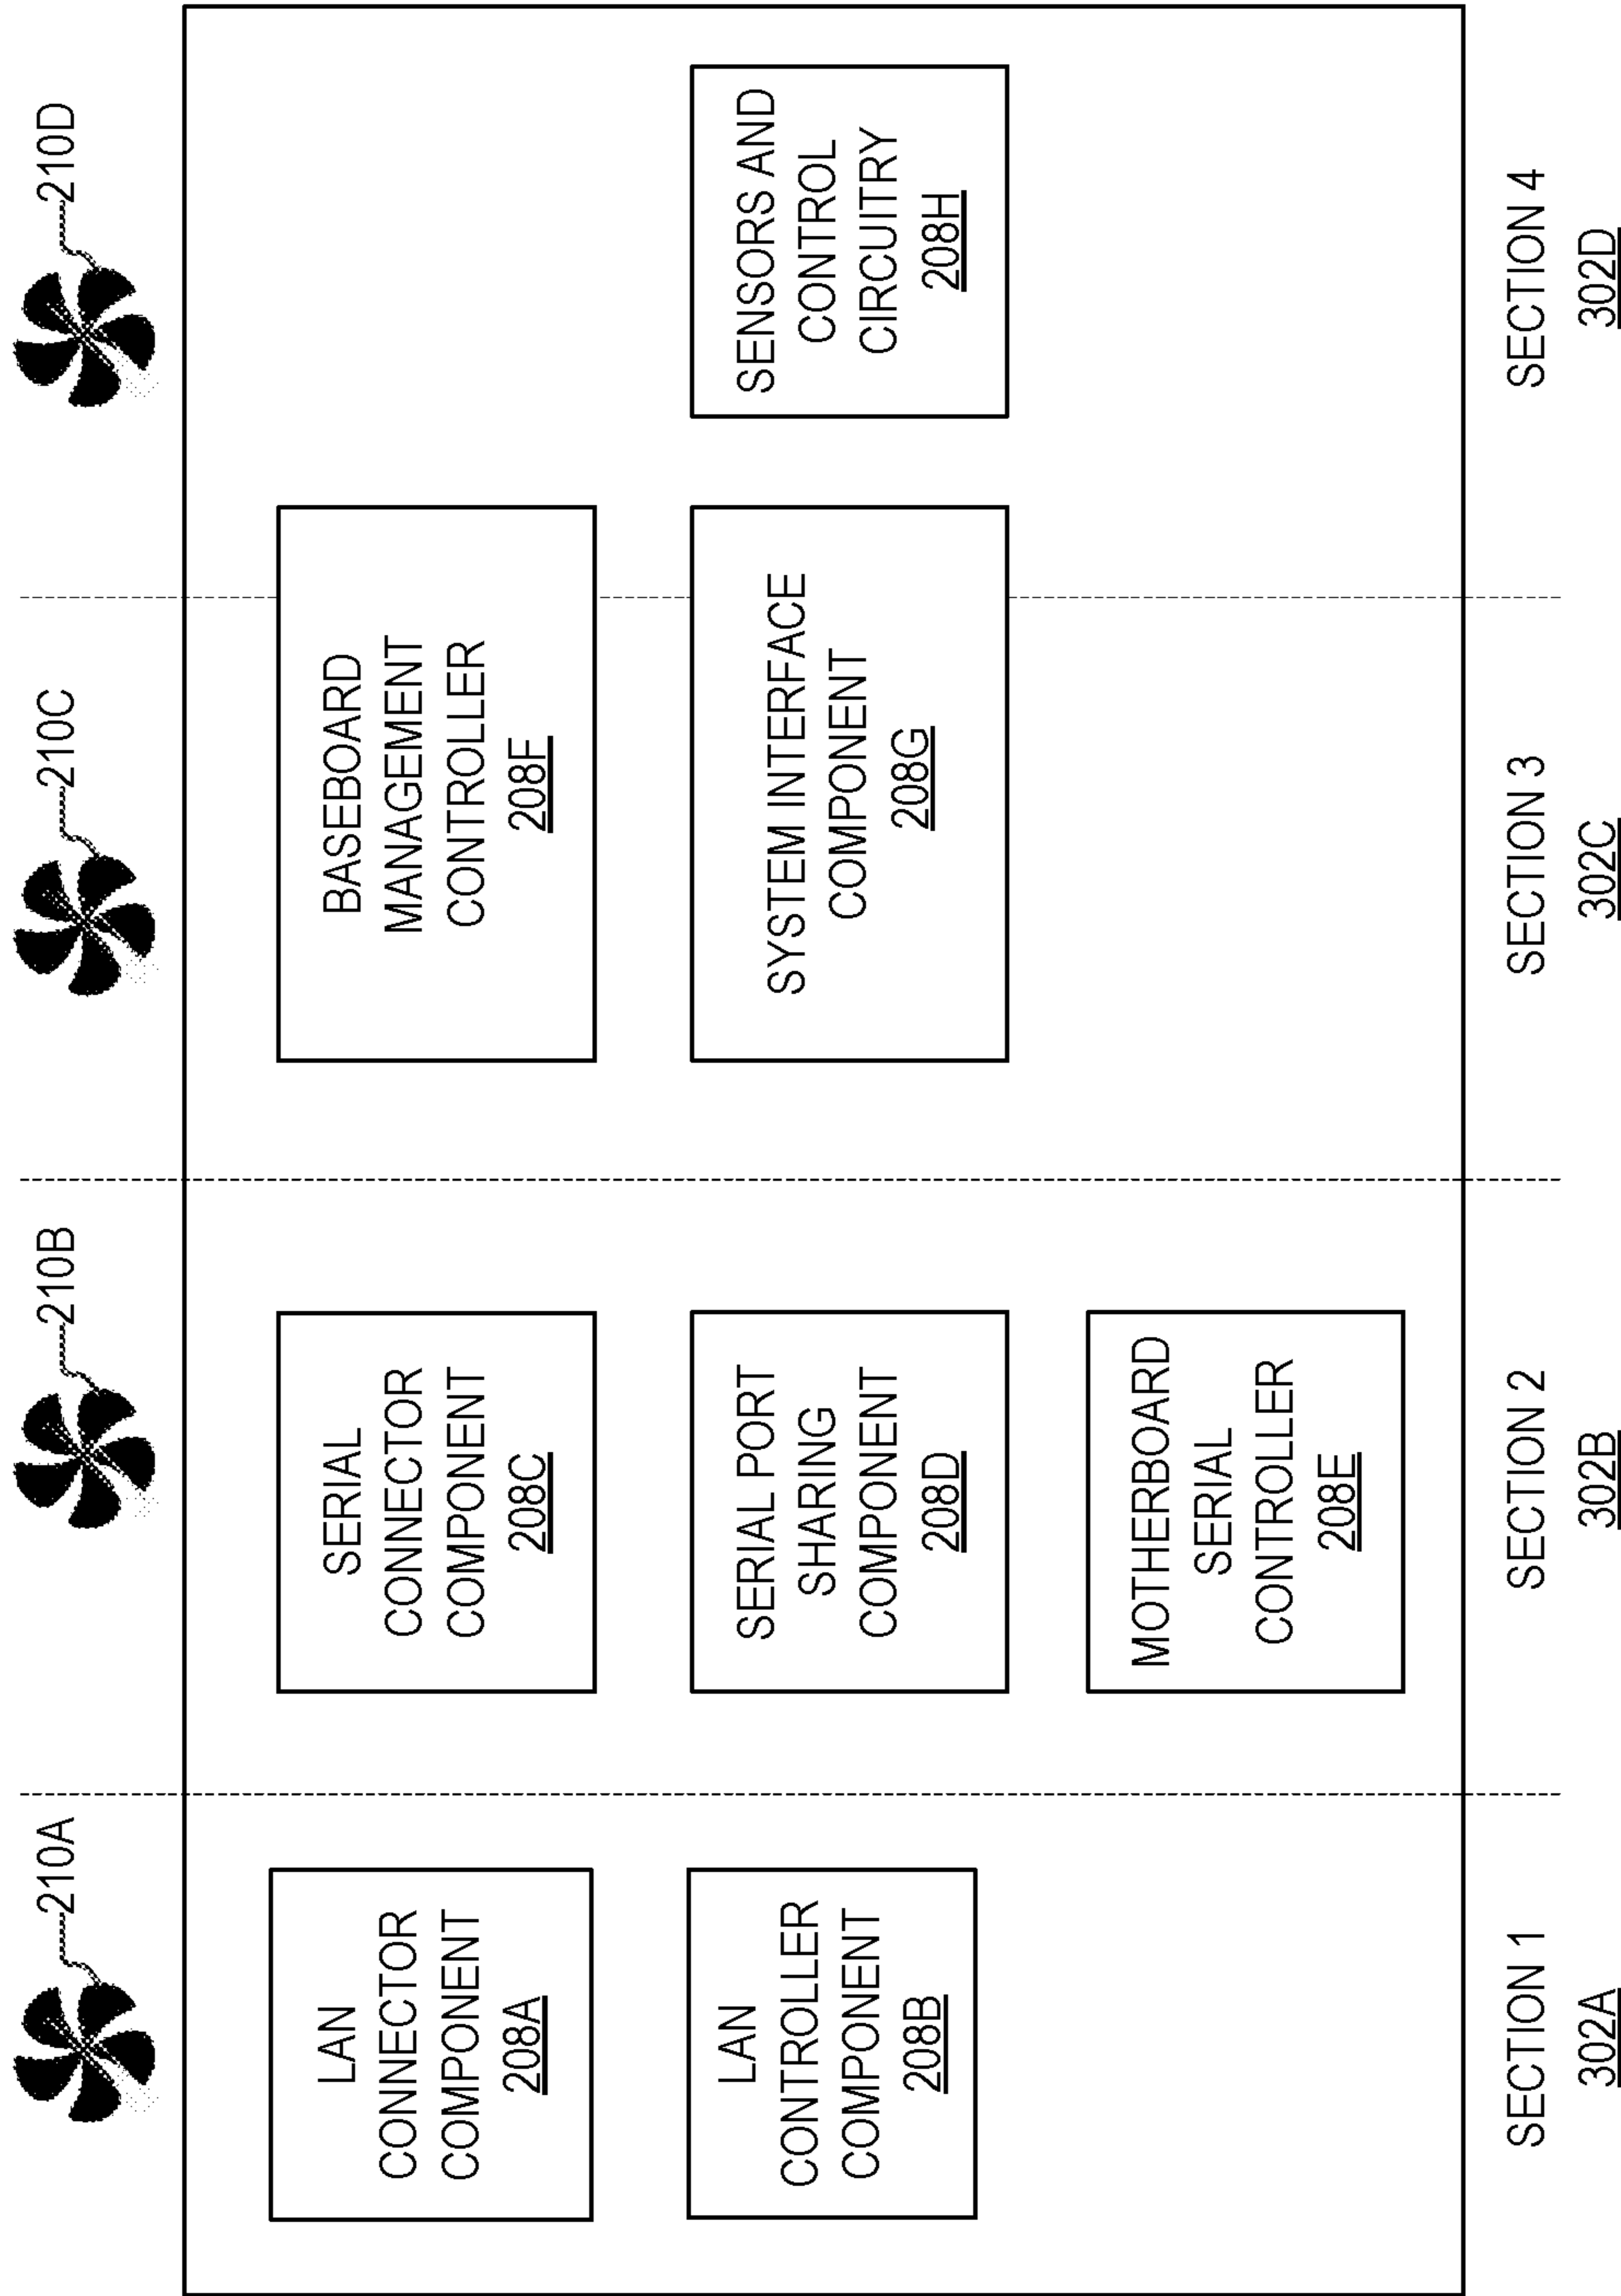 210A
210B
210C
210D
LAN
CONNECTOR
COMPONENT
208A
LAN
CONTROLLER
COMPONENT
208B
SERIAL
CONNECTOR
COMPONENT
208C
SERIAL PORT
SHARING
COMPONENT
208D
MOTHERBOARD
SERIAL
CONTROLLER
208E
BASEBOARD
MANAGEMENT
CONTROLLER
208F
SYSTEM INTERFACE
COMPONENT
208G
SENSORS AND
CONTROL
CIRCUITRY
208H
SECTION 1
302A
SECTION 2
302B
SECTION 3
302C
SECTION 4
302D